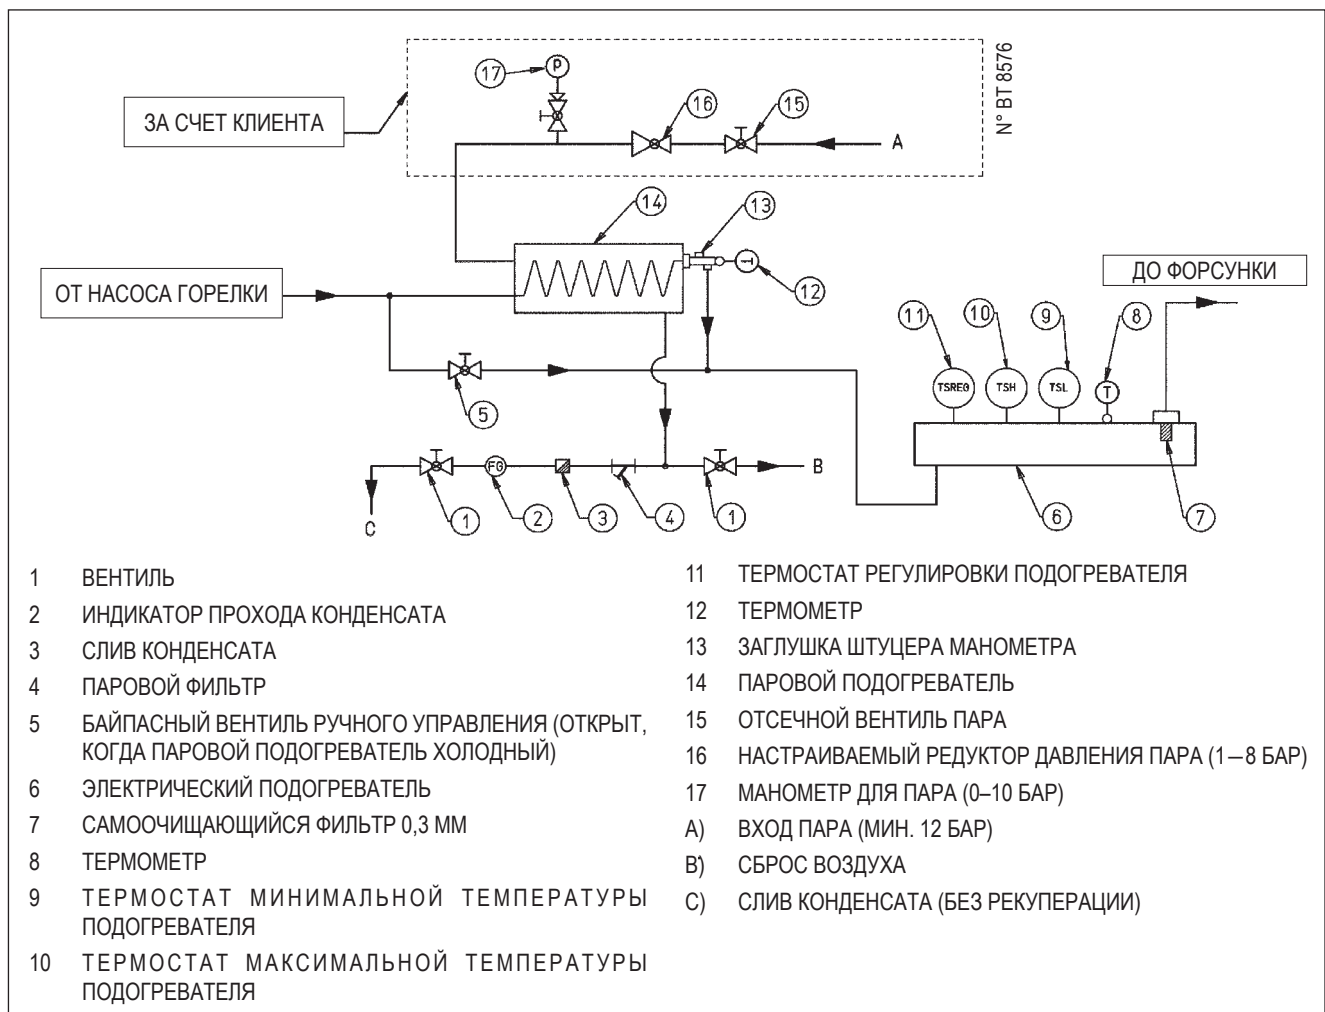 N° BT 8576
17
P
16
15
ЗА СЧЕТ КЛИЕНТА
A
14
13
ОТ НАСОСА ГОРЕЛКИ
T
12
ДО ФОРСУНКИ
11
10
9
8
TSREG
TSH
TSL
T
5
FG
B
C
1
2
3
4
1
6
7
1 ВЕНТИЛЬ
2 ИНДИКАТОР ПРОХОДА КОНДЕНСАТА
3 СЛИВ КОНДЕНСАТА
4 ПАРОВОЙ ФИЛЬТР
5 БАЙПАСНЫЙ ВЕНТИЛЬ РУЧНОГО УПРАВЛЕНИЯ (ОТКРЫТ,
КОГДА ПАРОВОЙ ПОДОГРЕВАТЕЛЬ ХОЛОДНЫЙ)
6 ЭЛЕКТРИЧЕСКИЙ ПОДОГРЕВАТЕЛЬ
7 САМООЧИЩАЮЩИЙСЯ ФИЛЬТР 0,3 ММ
8 ТЕРМОМЕТР
9 ТЕРМОСТАТ МИНИМАЛЬНОЙ ТЕМПЕРАТУРЫ
ПОДОГРЕВАТЕЛЯ
10 ТЕРМОСТАТ МАКСИМАЛЬНОЙ ТЕМПЕРАТУРЫ
ПОДОГРЕВАТЕЛЯ
11 ТЕРМОСТАТ РЕГУЛИРОВКИ ПОДОГРЕВАТЕЛЯ
12 ТЕРМОМЕТР
13 ЗАГЛУШКА ШТУЦЕРА МАНОМЕТРА
14 ПАРОВОЙ ПОДОГРЕВАТЕЛЬ
15 ОТСЕЧНОЙ ВЕНТИЛЬ ПАРА
16 НАСТРАИВАЕМЫЙ РЕДУКТОР ДАВЛЕНИЯ ПАРА (1—8 БАР)
17 МАНОМЕТР ДЛЯ ПАРА (0–10 БАР)
A) ВХОД ПАРА (МИН. 12 БАР)
B) СБРОС ВОЗДУХА
C) СЛИВ КОНДЕНСАТА (БЕЗ РЕКУПЕРАЦИИ)